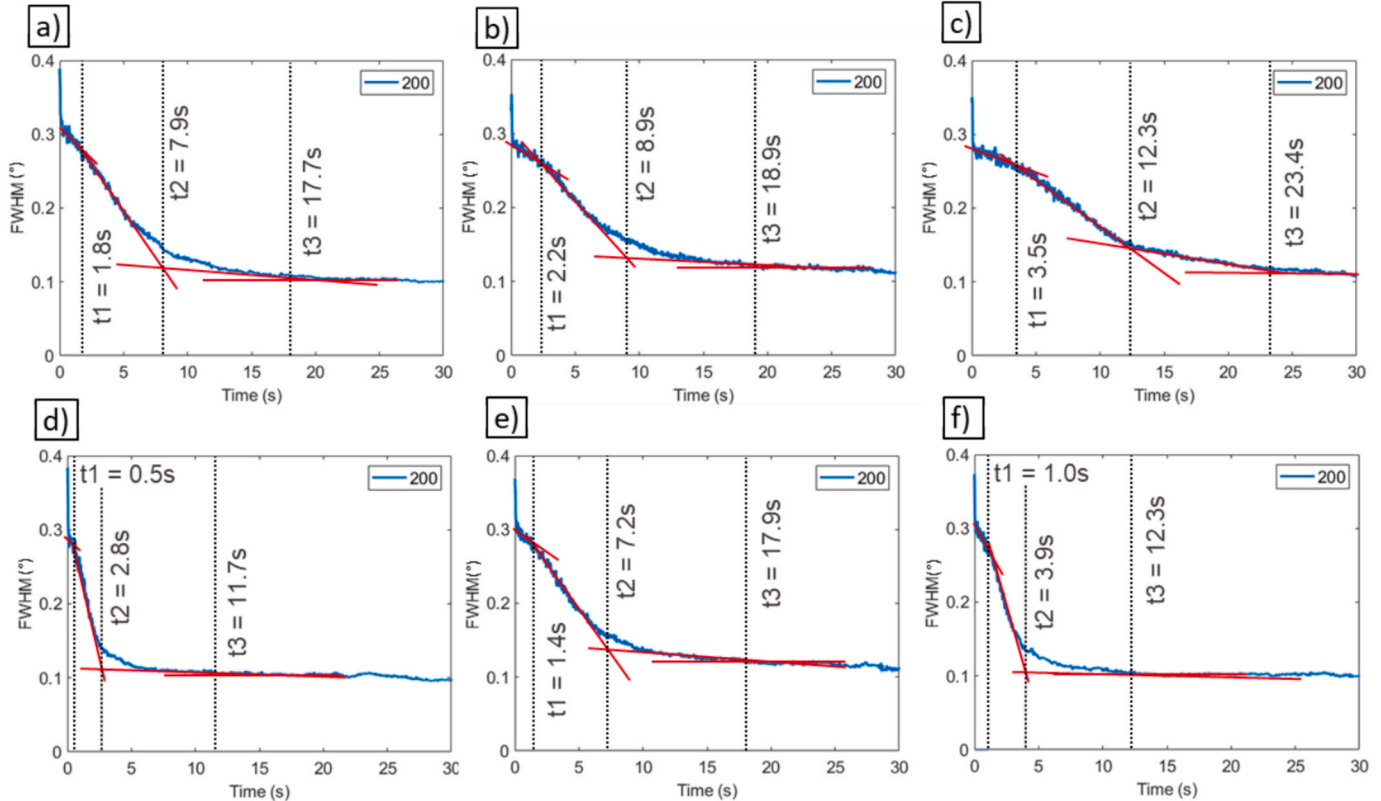 a)
0.4
0.3
0.2
0.1
0
FWHM (°)
200
t1 = 1.8s
t2 = 7.9s
t3 = 17.7s
0 5 10 15 20 25 30
Time (s)
b)
0.4
0.3
0.2
0.1
0
FWHM (°)
200
t1 = 2.2s
t2 = 8.9s
t3 = 18.9s
0 5 10 15 20 25 30
Time (s)
c)
0.4
0.3
0.2
0.1
0
FWHM (°)
200
t1 = 3.5s
t2 = 12.3s
t3 = 23.4s
0 5 10 15 20 25 30
Time (s)
d)
0.4
0.3
0.2
0.1
0
FWHM (°)
200
t1 = 0.5s
t2 = 2.8s
t3 = 11.7s
0 5 10 15 20 25 30
Time (s)
e)
0.4
0.3
0.2
0.1
0
FWHM(°)
200
t1 = 1.4s
t2 = 7.2s
t3 = 17.9s
0 5 10 15 20 25 30
Time (s)
f)
0.4
0.3
0.2
0.1
0
FWHM(°)
200
t1 = 1.0s
t2 = 3.9s
t3 = 12.3s
0 5 10 15 20 25 30
Time (s)